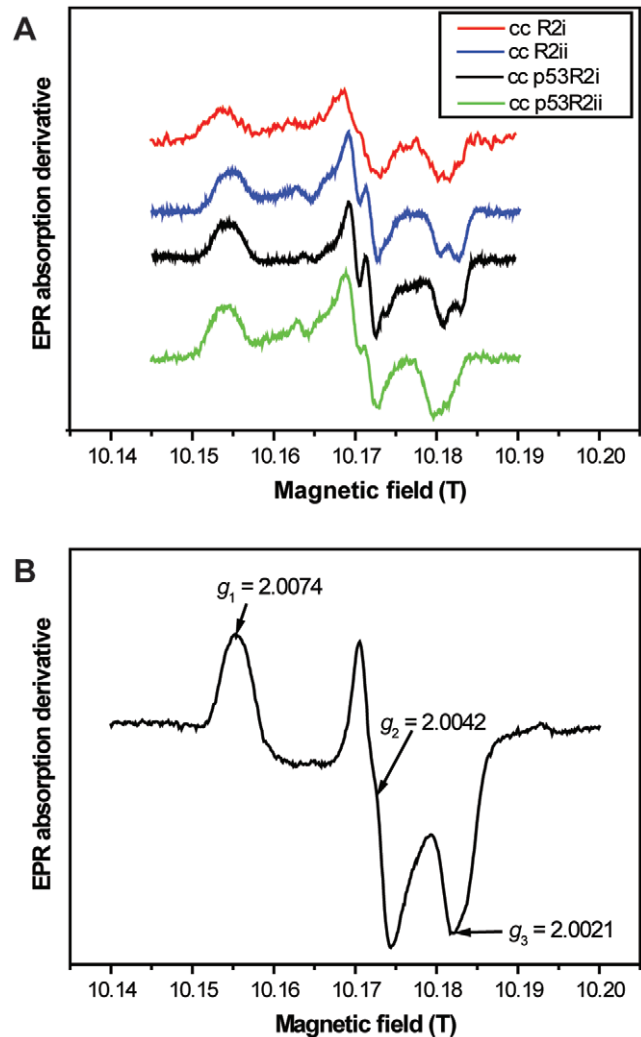 A
cc R2i
cc R2ii
cc p53R2i
cc p53R2ii
EPR absorption derivative
10.14 10.15 10.16 10.17 10.18 10.19 10.20
Magnetic field (T)
B
g1 = 2.0074
g2 = 2.0042
g3 = 2.0021
EPR absorption derivative
10.14 10.15 10.16 10.17 10.18 10.19 10.20
Magnetic field (T)